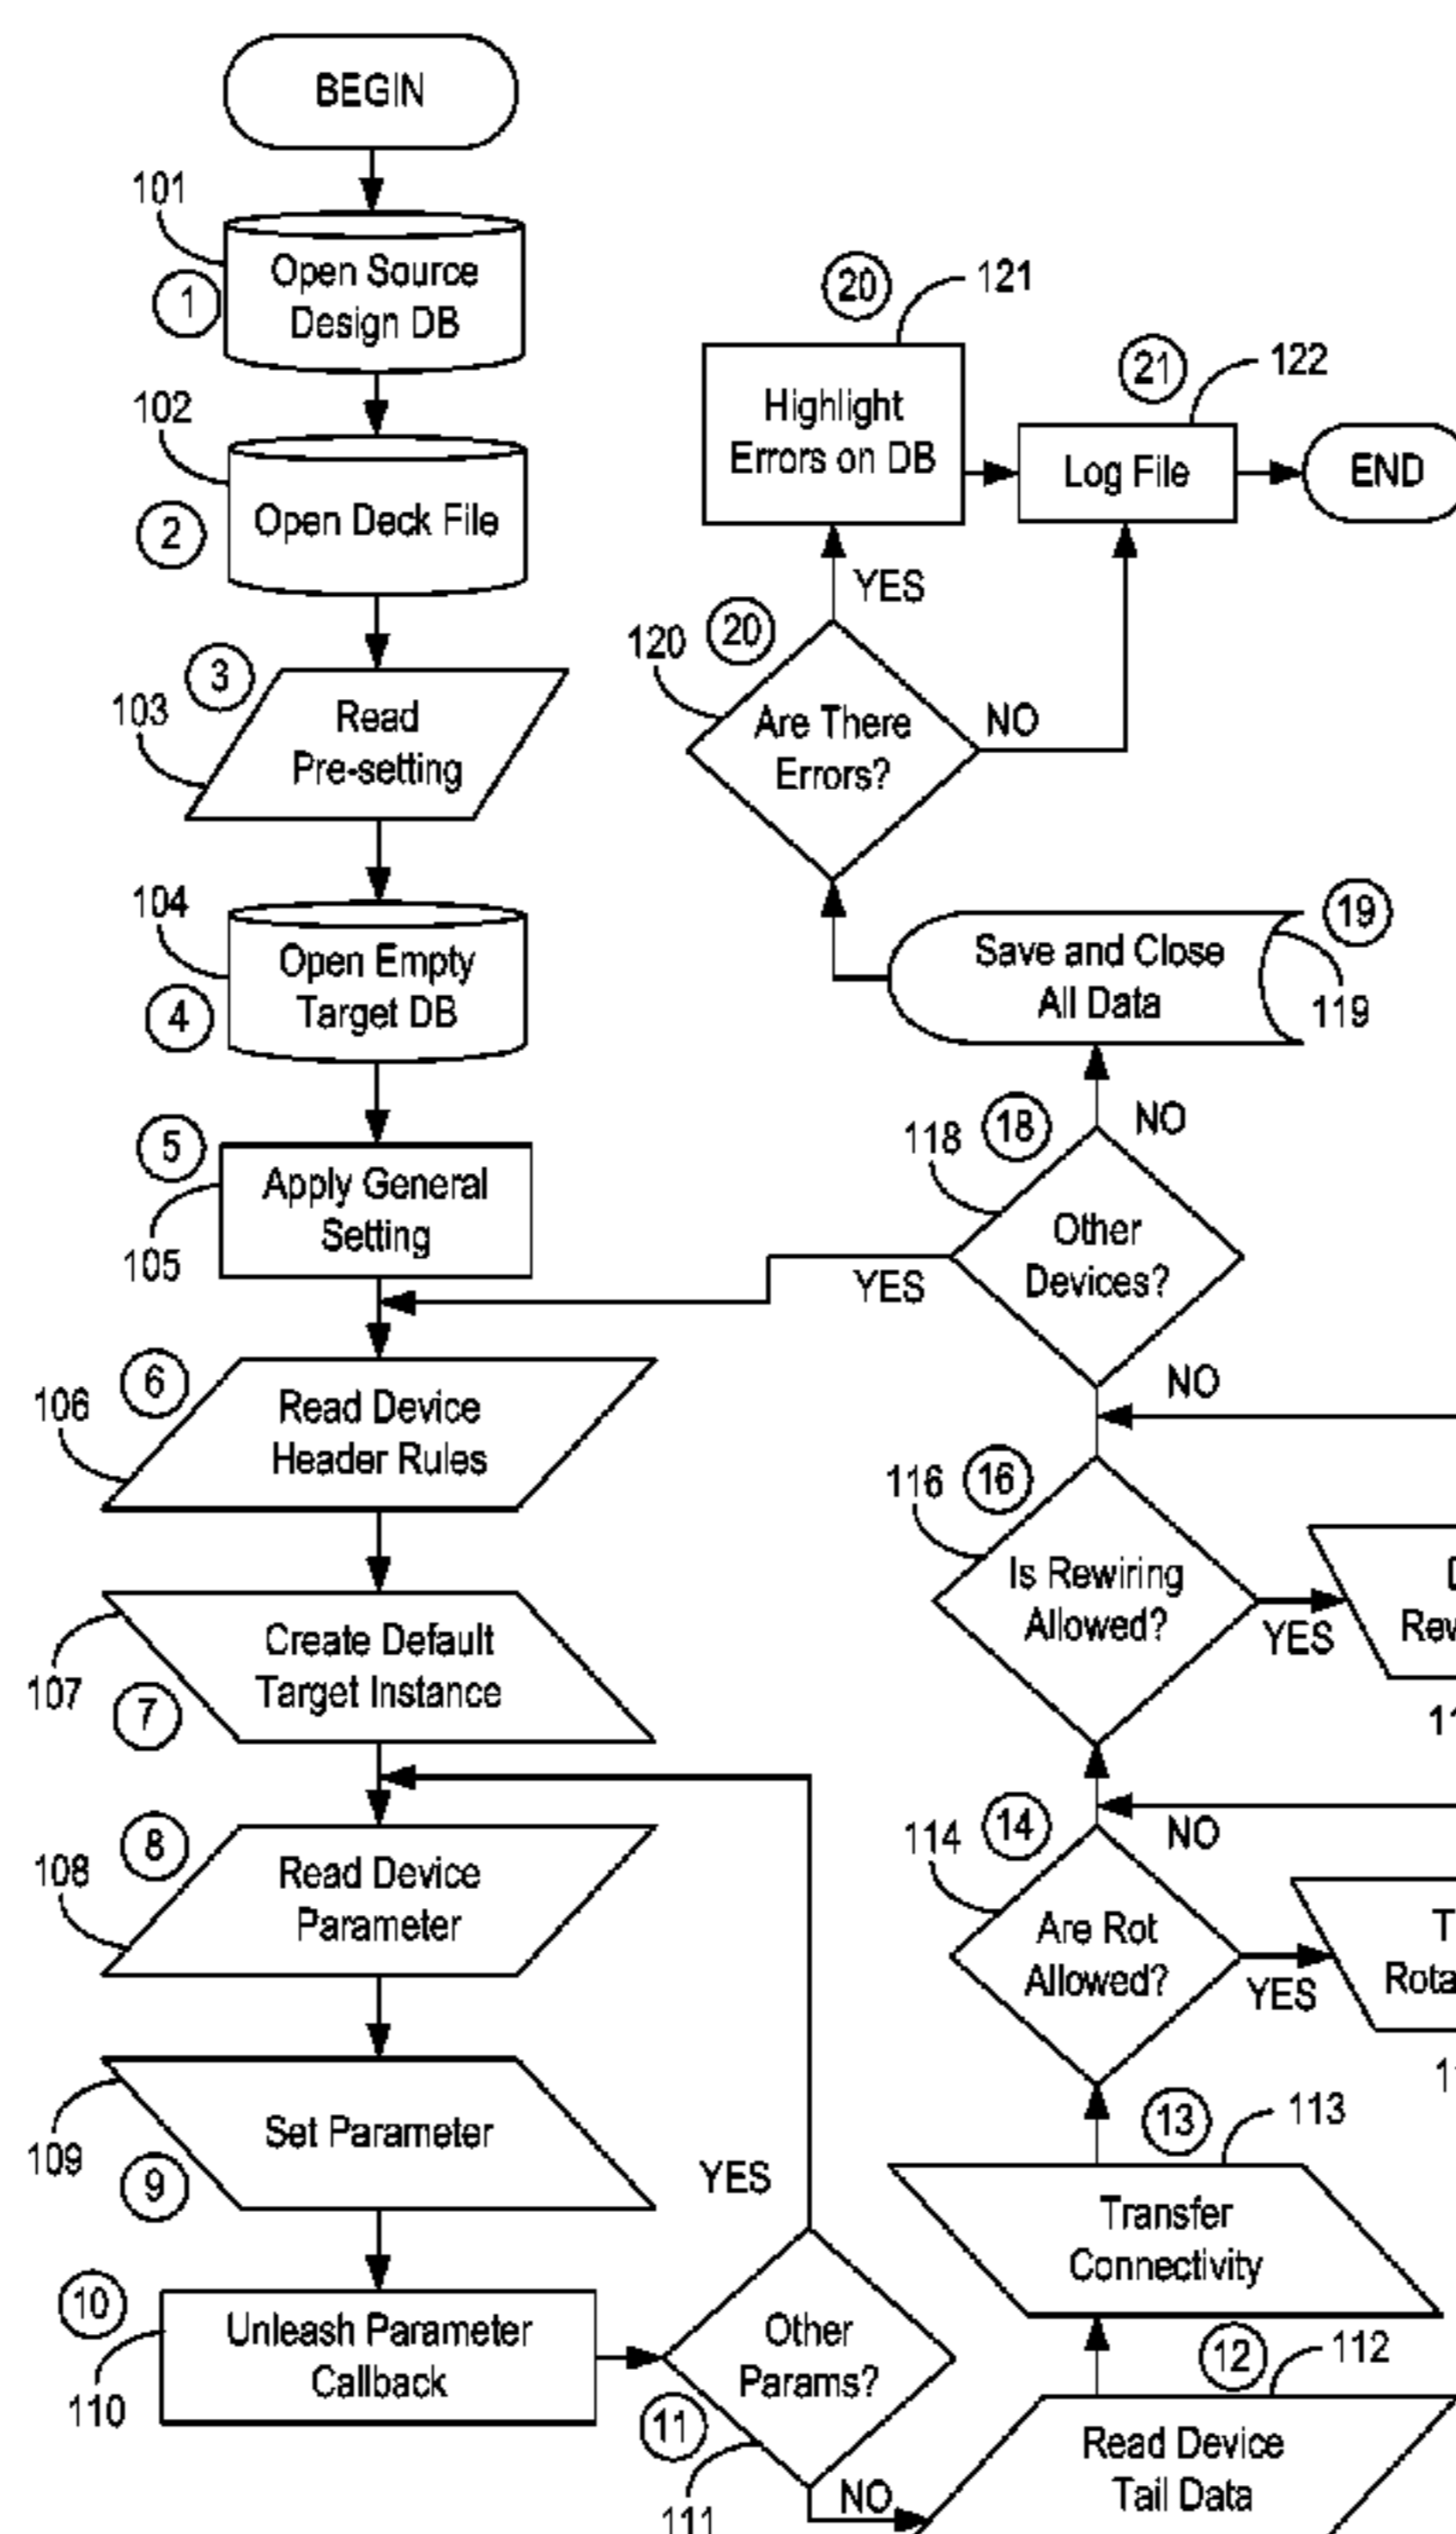 BEGIN
101
Open Source
Design DB
1
102
Open Deck File
2
3
103
Read
Pre-setting
104
Open Empty
Target DB
4
5
Apply General
Setting
105
6
106
Read Device
Header Rules
107
Create Default
Target Instance
7
8
108
Read Device
Parameter
109
Set Parameter
9
10
110
Unleash Parameter
Callback
YES
Other
Params?
11
111
NO
12
112
Read Device
Tail Data
13
113
Transfer
Connectivity
14
114
Are Rot
Allowed?
NO
YES
16
116
Is Rewiring
Allowed?
NO
YES
18
118
Other
Devices?
YES
NO
19
119
Save and Close
All Data
20
120
Are There
Errors?
YES
NO
20
121
Highlight
Errors on DB
21
122
Log File
END